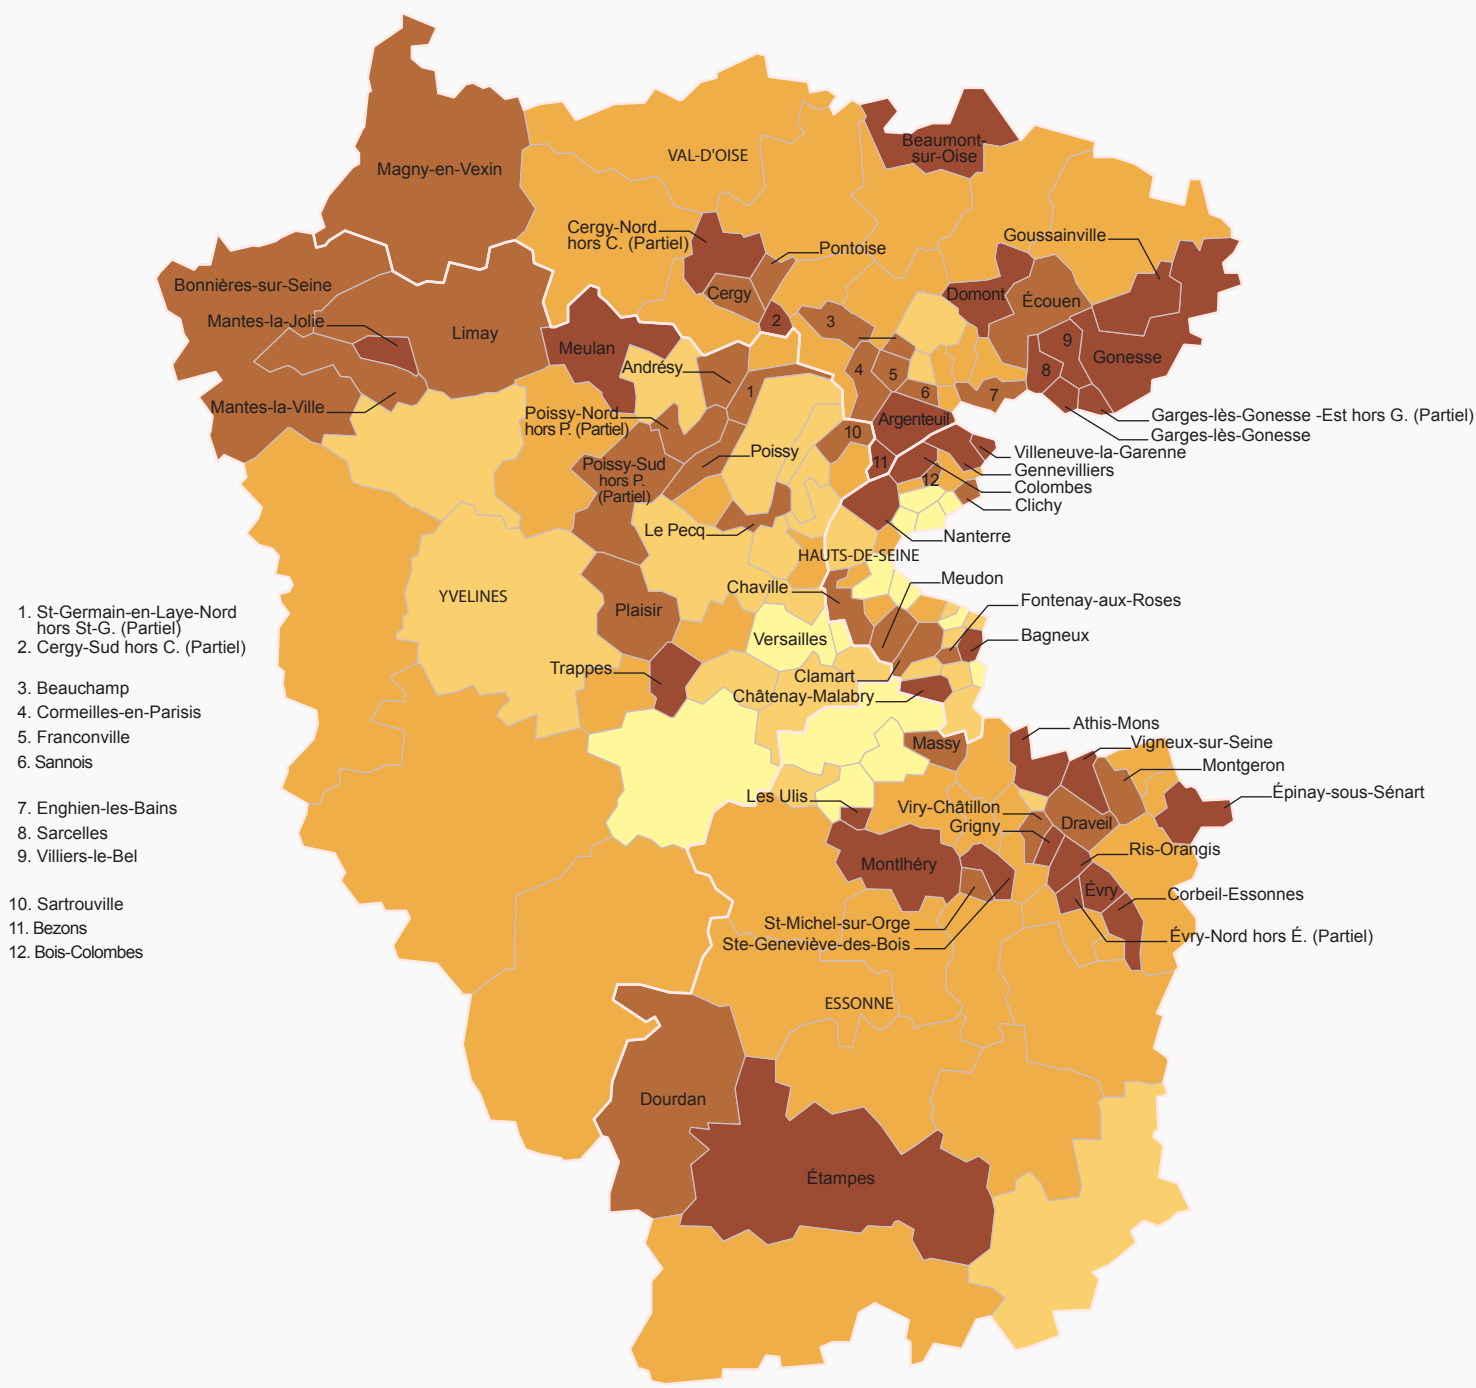 VAL-D'OISE
Beaumont-
sur-Oise
Magny-en-Vexin
Cergy-Nord
hors C. (Partiel)
Pontoise
Goussainville
Bonnières-sur-Seine
Cergy
Domont
Écouen
Mantes-la-Jolie
Limay
2
3
Meulan
9
Gonesse
Andrésy
4
5
8
1
6
7
Mantes-la-Ville
Poissy-Nord
hors P. (Partiel)
Argenteuil
Garges-lès-Gonesse -Est hors G. (Partiel)
Garges-lès-Gonesse
10
Poissy
Villeneuve-la-Garenne
Poissy-Sud
hors P.
(Partiel)
11
Gennevilliers
12
Colombes
Clichy
Le Pecq
Nanterre
HAUTS-DE-SEINE
Meudon
Chaville
YVELINES
Fontenay-aux-Roses
Plaisir
Versailles
Bagneux
Trappes
Clamart
Châtenay-Malabry
1. St-Germain-en-Laye-Nord
hors St-G. (Partiel)
2. Cergy-Sud hors C. (Partiel)
3. Beauchamp
4. Cormeilles-en-Parisis
5. Franconville
6. Sannois
7. Enghien-les-Bains
8. Sarcelles
9. Villiers-le-Bel
10. Sartrouville
11. Bezons
12. Bois-Colombes
Athis-Mons
Massy
Vigneux-sur-Seine
Montgeron
Les Ulis
Épinay-sous-Sénart
Viry-Châtillon
Draveil
Grigny
Ris-Orangis
Montlhéry
Évry
Corbeil-Essonnes
St-Michel-sur-Orge
Ste-Geneviève-des-Bois
Évry-Nord hors É. (Partiel)
ESSONNE
Dourdan
Étampes